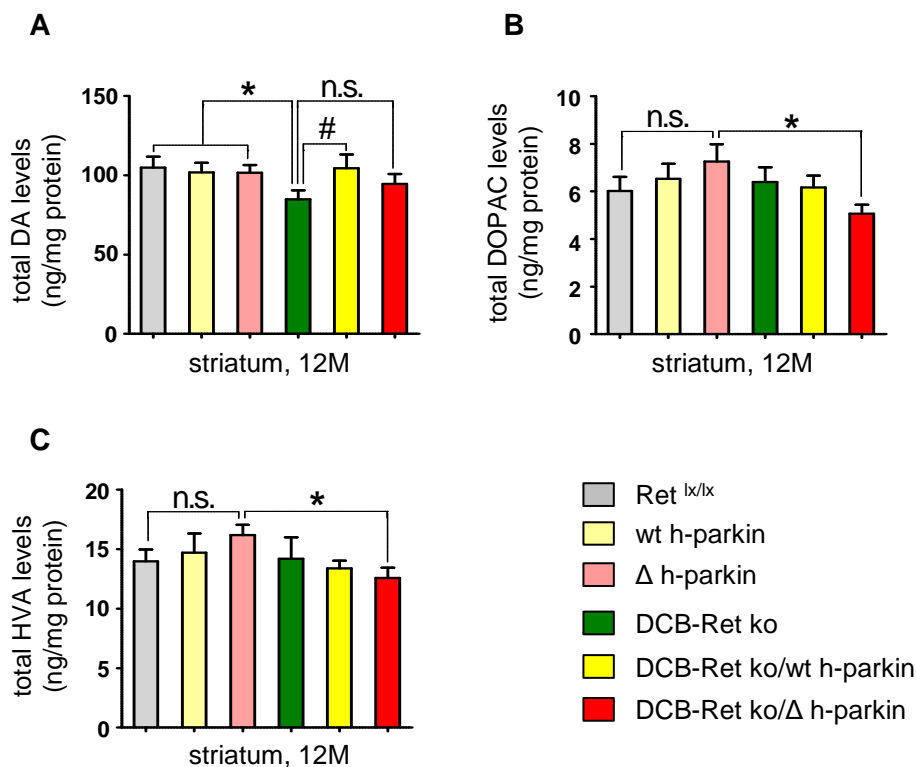 A
total DA levels
(ng/mg protein)
150
100
50
0
*
n.s.
#
striatum, 12M
B
total DOPAC levels
(ng/mg protein)
10
8
6
4
2
0
n.s.
*
striatum, 12M
C
total HVA levels
(ng/mg protein)
20
15
10
5
0
n.s.
*
striatum, 12M
Ret lx/lx
wt h-parkin
Δ h-parkin
DCB-Ret ko
DCB-Ret ko/wt h-parkin
DCB-Ret ko/Δ h-parkin